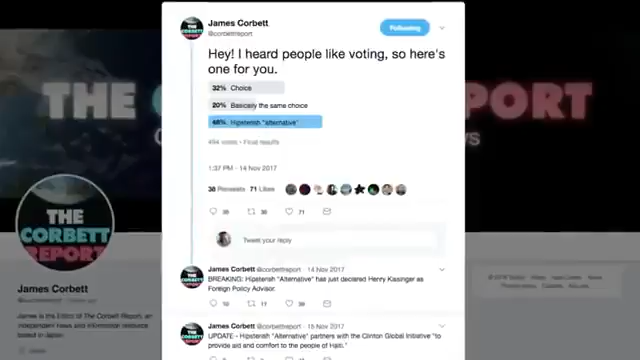 James Corbett
@corbettreport
Following
Hey! I heard people like voting, so here's
one for you.
32% Choice
20% Basically the same choice
48% Hipsterish "alternative"
494 votes • Final results
1:37 PM - 14 Nov 2017
38 Retweets 71 Likes
38 71
Tweet your reply
James Corbett @corbettreport · 14 Nov 2017
BREAKING: Hipsterish "Alternative" has just declared Henry Kissinger as
Foreign Policy Advisor.
James Corbett @corbettreport · 15 Nov 2017
UPDATE - Hipsterish "Alternative" partners with the Clinton Global Initiative "to
provide aid and comfort to the people of Haiti."
THE
PORT
THE
CORBETT
REPORT
James Corbett
James is the Editor of The Corbett Report, an
independent news and information resource
based in Japan